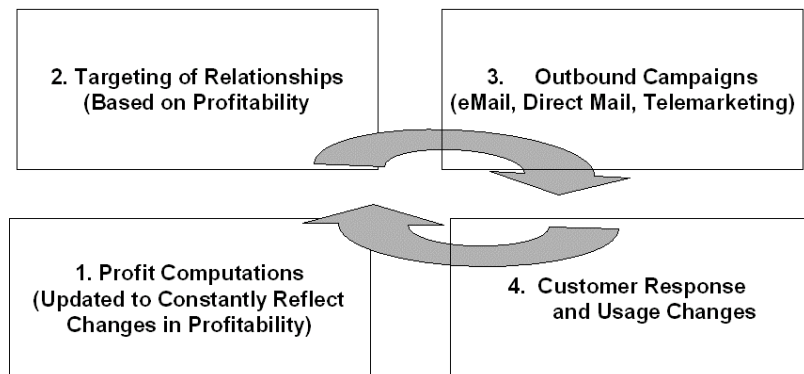 2. Targeting of Relationships
(Based on Profitability
3. Outbound Campaigns
(eMail, Direct Mail, Telemarketing)
1. Profit Computations
(Updated to Constantly Reflect
Changes in Profitability)
4. Customer Response
and Usage Changes